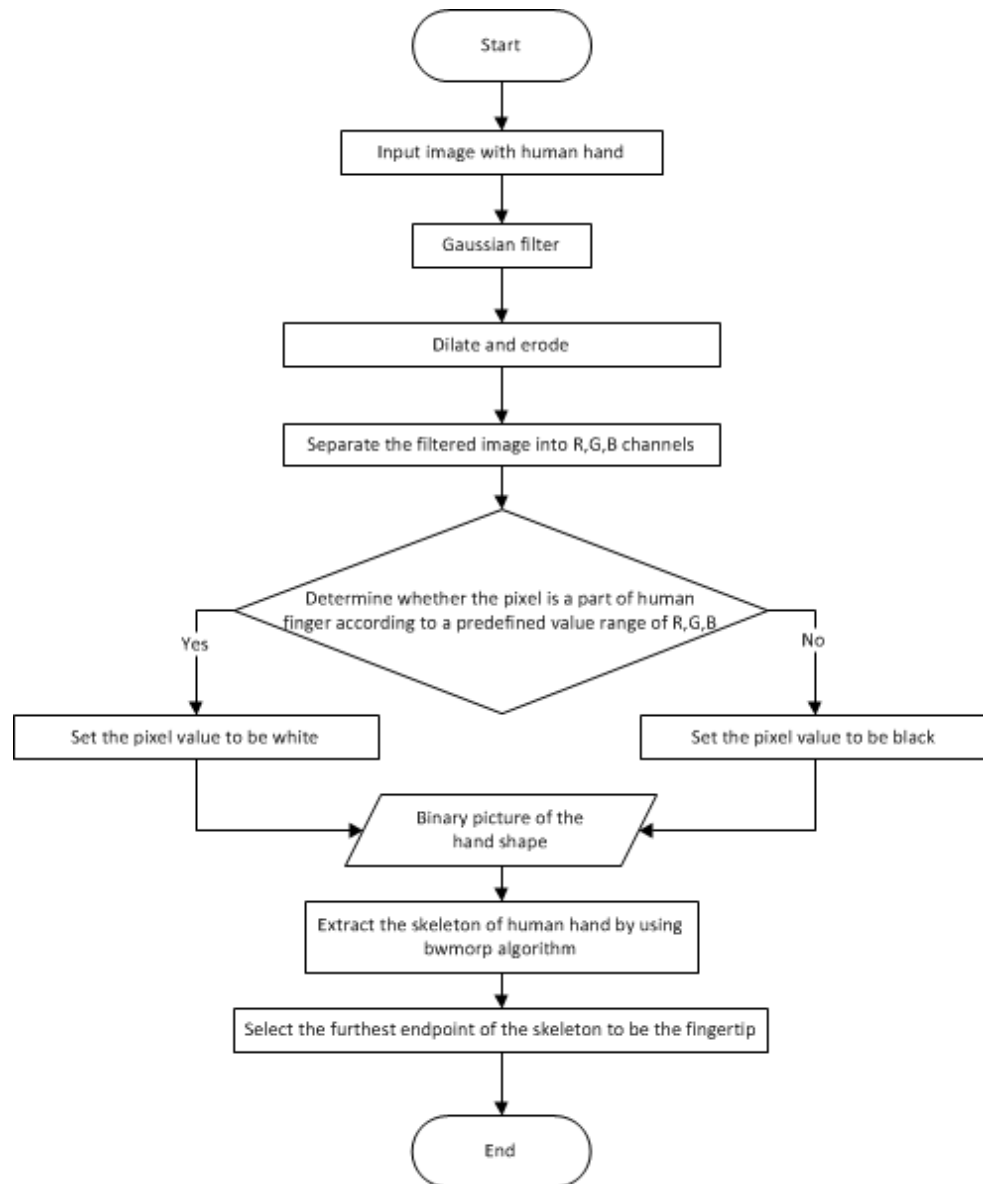 Start
Input image with human hand
Gaussian filter
Dilate and erode
Separate the filtered image into R,G,B channels
Determine whether the pixel is a part of human
finger according to a predefined value range of R,G,B
Yes
No
Set the pixel value to be white
Set the pixel value to be black
Binary picture of the
hand shape
Extract the skeleton of human hand by using
bwmorp algorithm
Select the furthest endpoint of the skeleton to be the fingertip
End